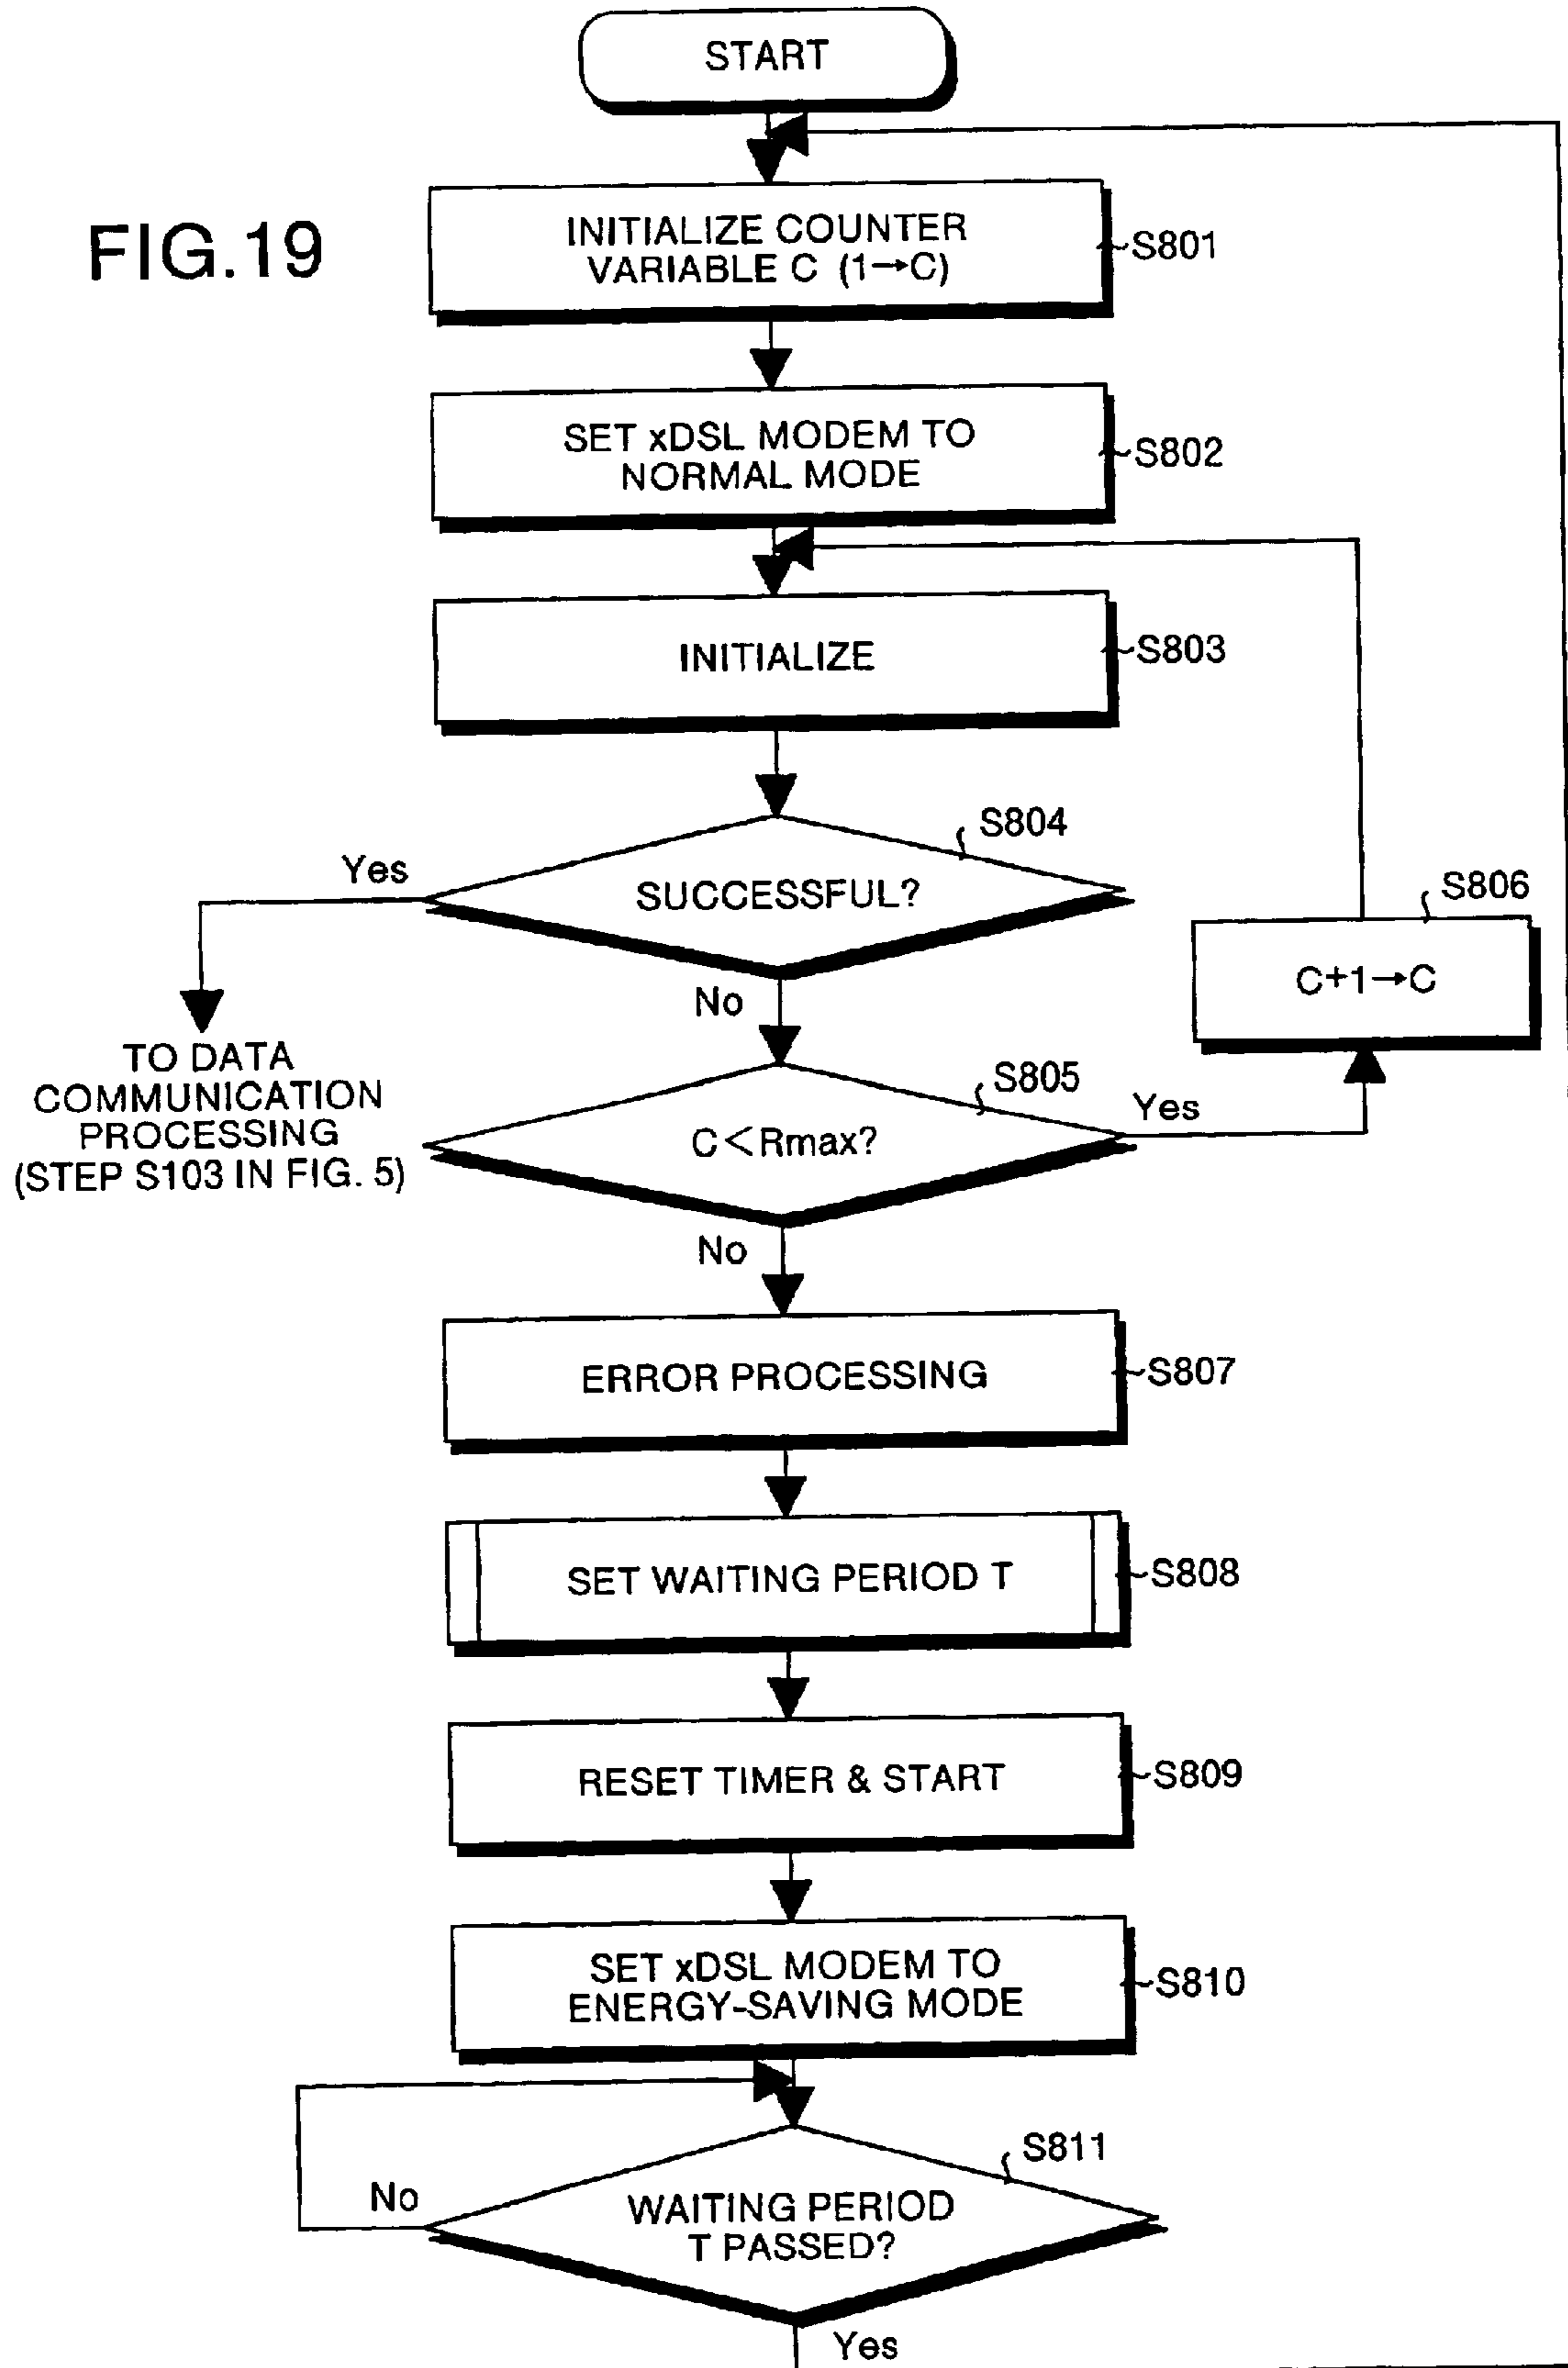 START
FIG.19
INITIALIZE COUNTER
VARIABLE C (1→C)
S801
SET xDSL MODEM TO
NORMAL MODE
S802
INITIALIZE
S803
S804
Yes
SUCCESSFUL?
S806
C+1→C
No
TO DATA
COMMUNICATION
PROCESSING
(STEP S103 IN FIG. 5)
S805
Yes
C<Rmax?
No
ERROR PROCESSING
S807
SET WAITING PERIOD T
S808
RESET TIMER & START
S809
SET xDSL MODEM TO
ENERGY-SAVING MODE
S810
S811
No
WAITING PERIOD
T PASSED?
Yes